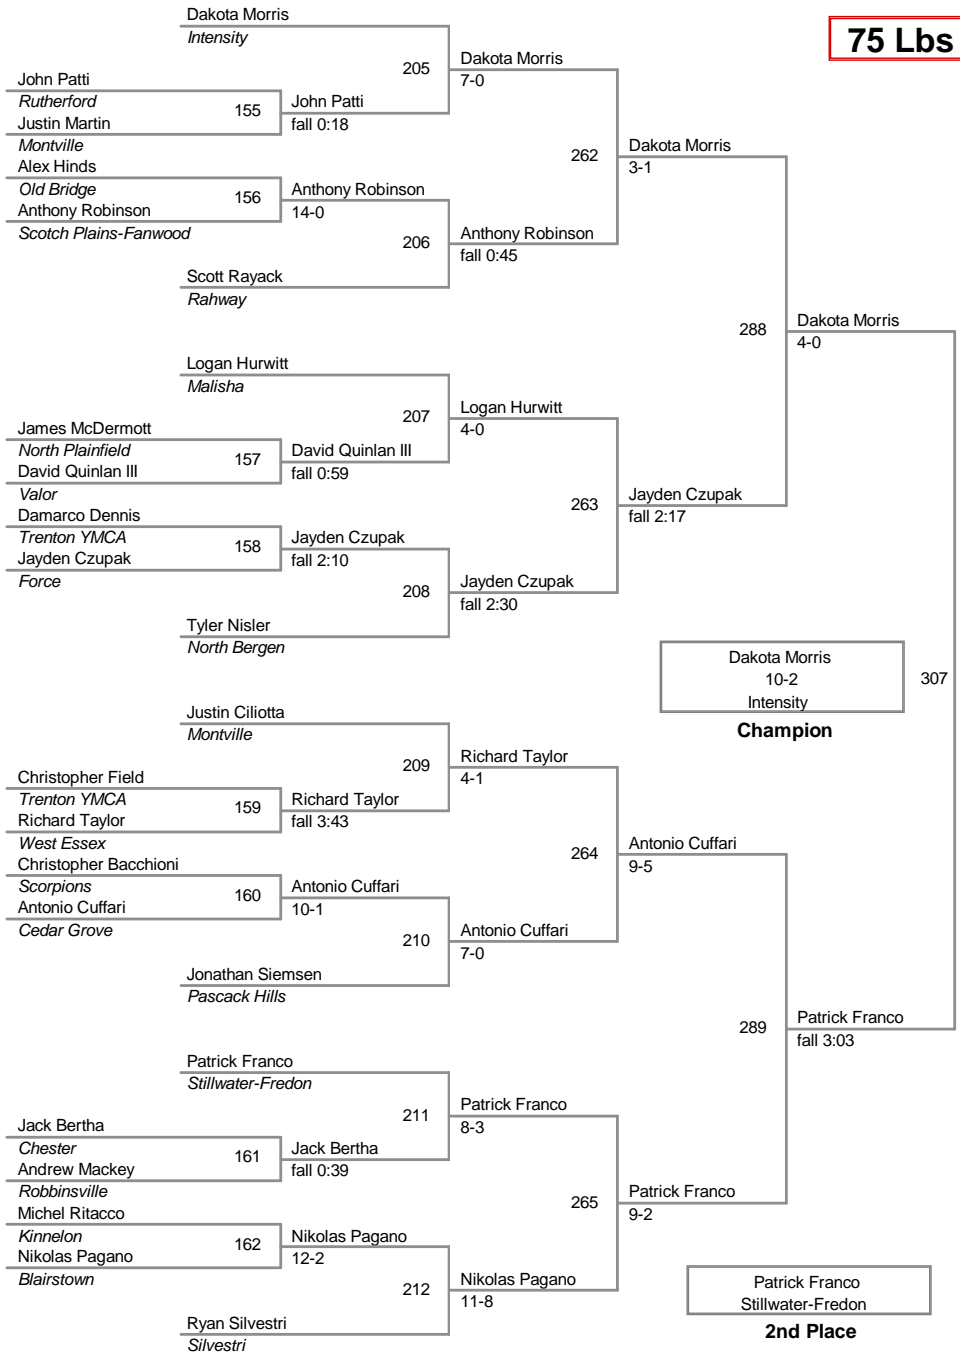 Dakota Morris
Intensity
75 Lbs
205
Dakota Morris
7-0
John Patti
Rutherford
155
John Patti
Justin Martin
fall 0:18
Montville
262
Dakota Morris
3-1
Alex Hinds
Old Bridge
156
Anthony Robinson
Anthony Robinson
14-0
Scotch Plains-Fanwood
206
Anthony Robinson
fall 0:45
Scott Rayack
Rahway
288
Dakota Morris
4-0
Logan Hurwitt
Malisha
207
Logan Hurwitt
4-0
James McDermott
North Plainfield
157
David Quinlan III
David Quinlan III
fall 0:59
Valor
263
Jayden Czupak
fall 2:17
Damarco Dennis
Trenton YMCA
158
Jayden Czupak
Jayden Czupak
fall 2:10
Force
208
Jayden Czupak
fall 2:30
Tyler Nisler
North Bergen
Dakota Morris
10-2
Intensity
307
Champion
Justin Ciliotta
Montville
209
Richard Taylor
4-1
Christopher Field
Trenton YMCA
159
Richard Taylor
Richard Taylor
fall 3:43
West Essex
264
Antonio Cuffari
9-5
Christopher Bacchioni
Scorpions
160
Antonio Cuffari
Antonio Cuffari
10-1
Cedar Grove
210
Antonio Cuffari
7-0
Jonathan Siemsen
Pascack Hills
289
Patrick Franco
fall 3:03
Patrick Franco
Stillwater-Fredon
211
Patrick Franco
8-3
Jack Bertha
Chester
161
Jack Bertha
Andrew Mackey
fall 0:39
Robbinsville
265
Patrick Franco
9-2
Michel Ritacco
Kinnelon
162
Nikolas Pagano
Nikolas Pagano
12-2
Blairstown
212
Nikolas Pagano
11-8
Ryan Silvestri
Silvestri
Patrick Franco
Stillwater-Fredon
2nd Place